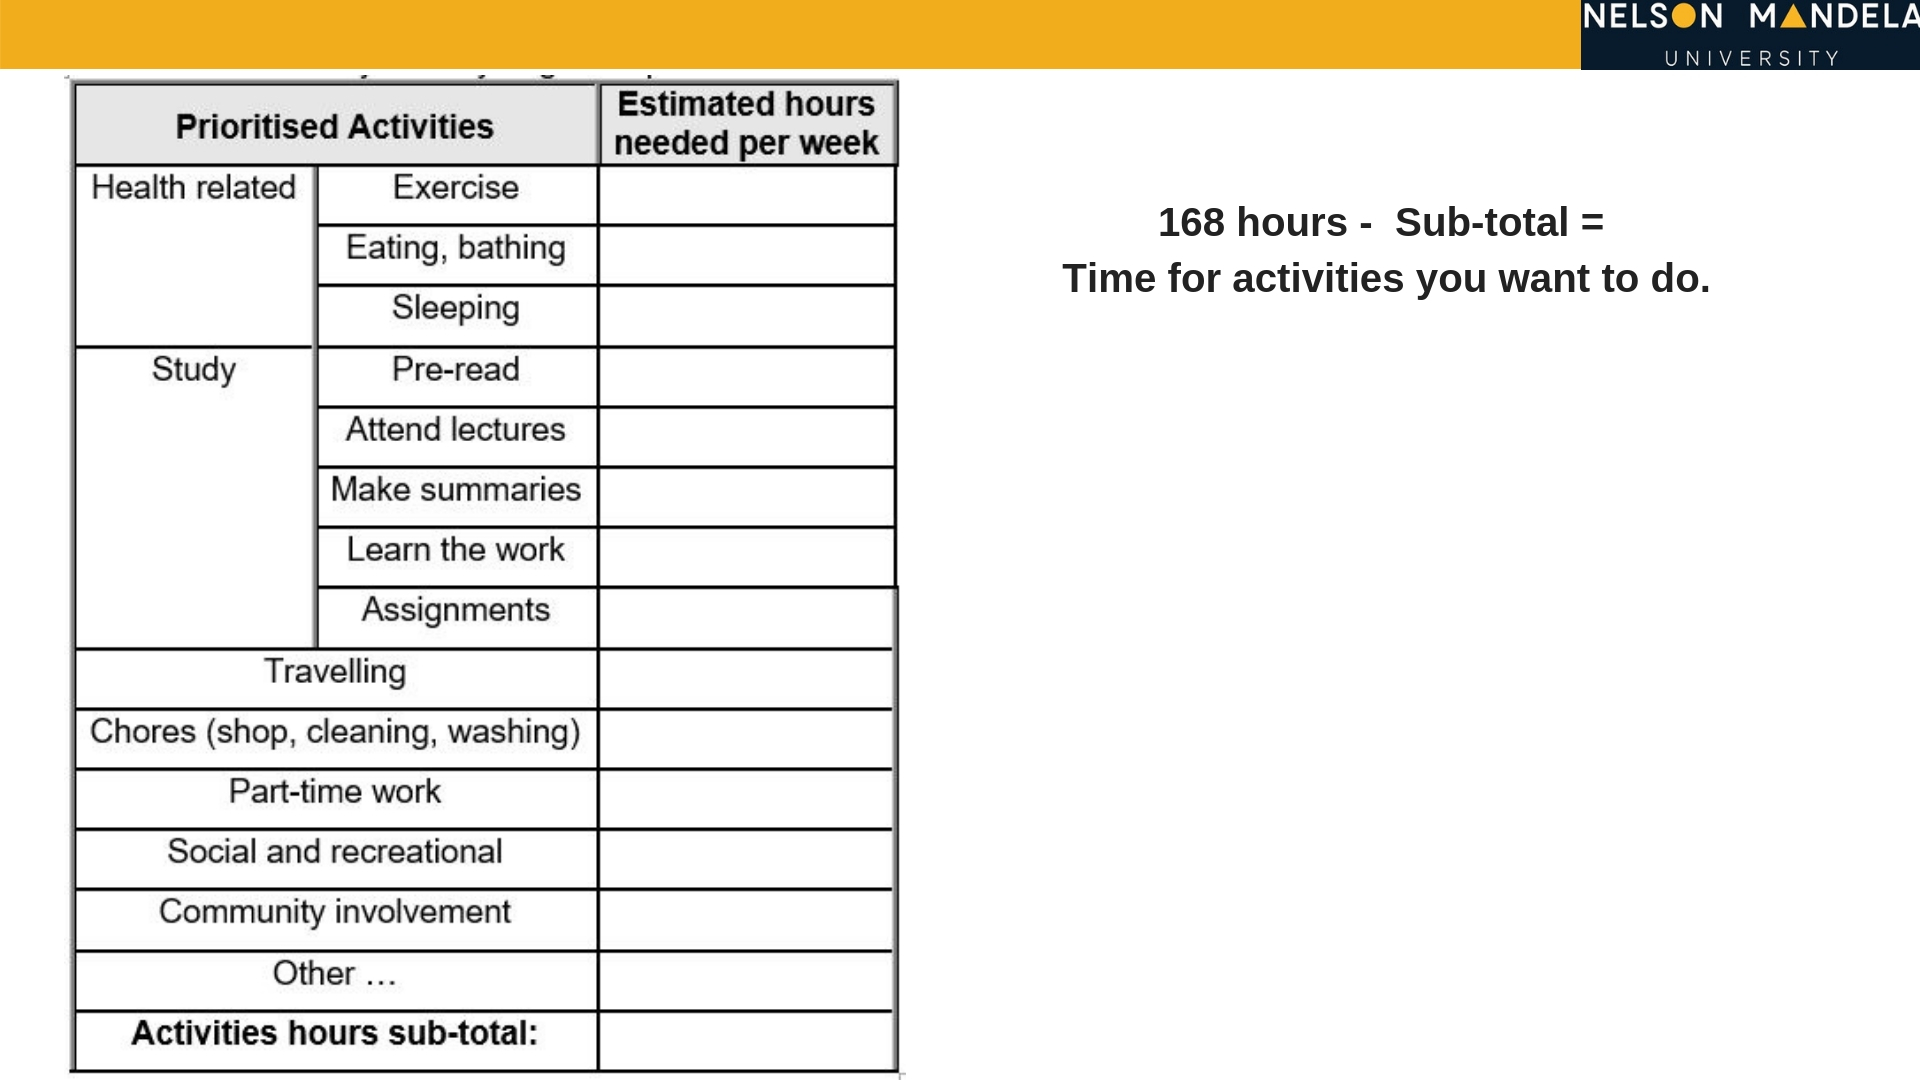 NELSON MANDELA
UNIVERSITY
Prioritised Activities
Estimated hours
needed per week
Health related
Exercise
Eating, bathing
Sleeping
Study
Pre-read
Attend lectures
Make summaries
Learn the work
Assignments
Travelling
Chores (shop, cleaning, washing)
Part-time work
Social and recreational
Community involvement
Other …
Activities hours sub-total:
168 hours - Sub-total =
Time for activities you want to do.